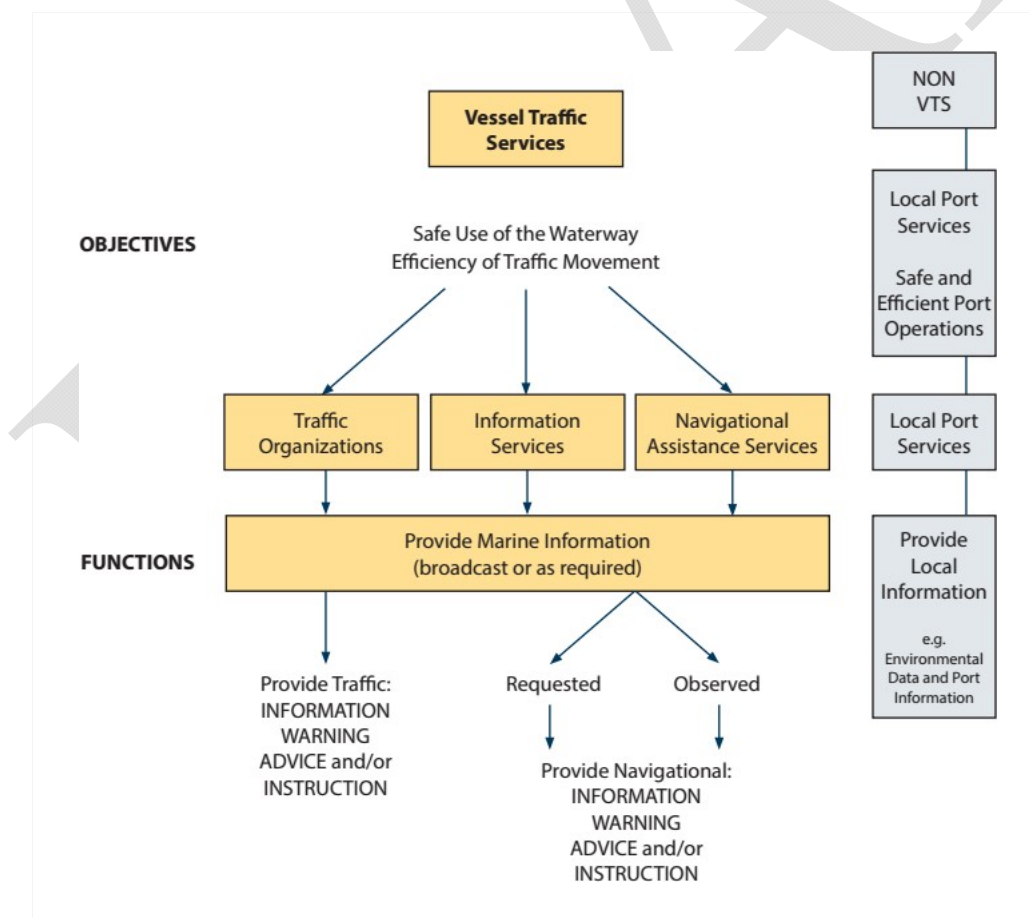 Vessel Traffic
Services
OBJECTIVES
Safe Use of the Waterway
Efficiency of Traffic Movement
Traffic
Organizations
Information
Services
Navigational
Assistance Services
FUNCTIONS
Provide Marine Information
(broadcast or as required)
Provide Traffic:
INFORMATION
WARNING
ADVICE and/or
INSTRUCTION
Requested
Observed
Provide Navigational:
INFORMATION
WARNING
ADVICE and/or
INSTRUCTION
NON
VTS
Local Port
Services
Safe and
Efficient Port
Operations
Local Port
Services
Provide
Local
Information
e.g.
Environmental
Data and Port
Information